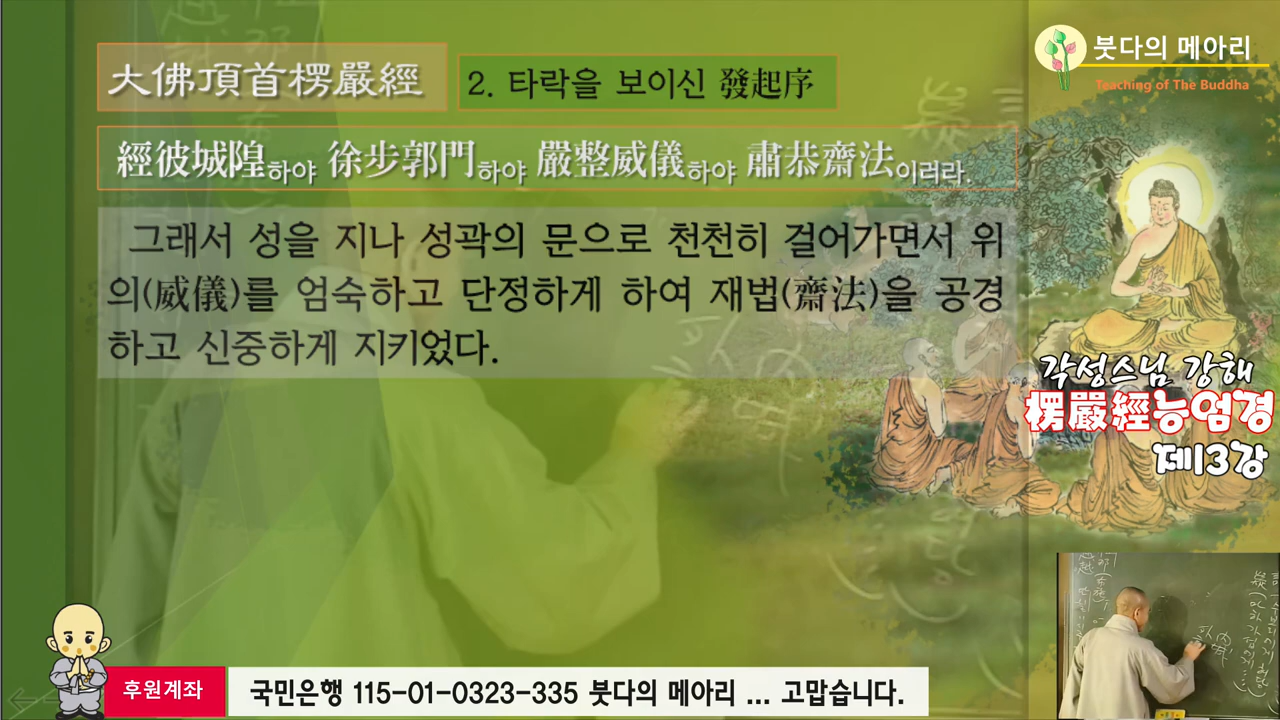 大佛頂首楞嚴經
2. 타락을 보이신 發起序
經彼城隍하야 徐步郭門하야 嚴整威儀하야 肅恭齋法이러라.
그래서 성을 지나 성곽의 문으로 천천히 걸어가면서 위
의(威儀)를 엄숙하고 단정하게 하여 재법(齋法)을 공경
하고 신중하게 지키었다.
붓다의 메아리
Teaching of The Buddha
각성스님 강해
楞嚴經능엄경
제13강
후원계좌
국민은행 115-01-0323-335 붓다의 메아리 ... 고맙습니다.